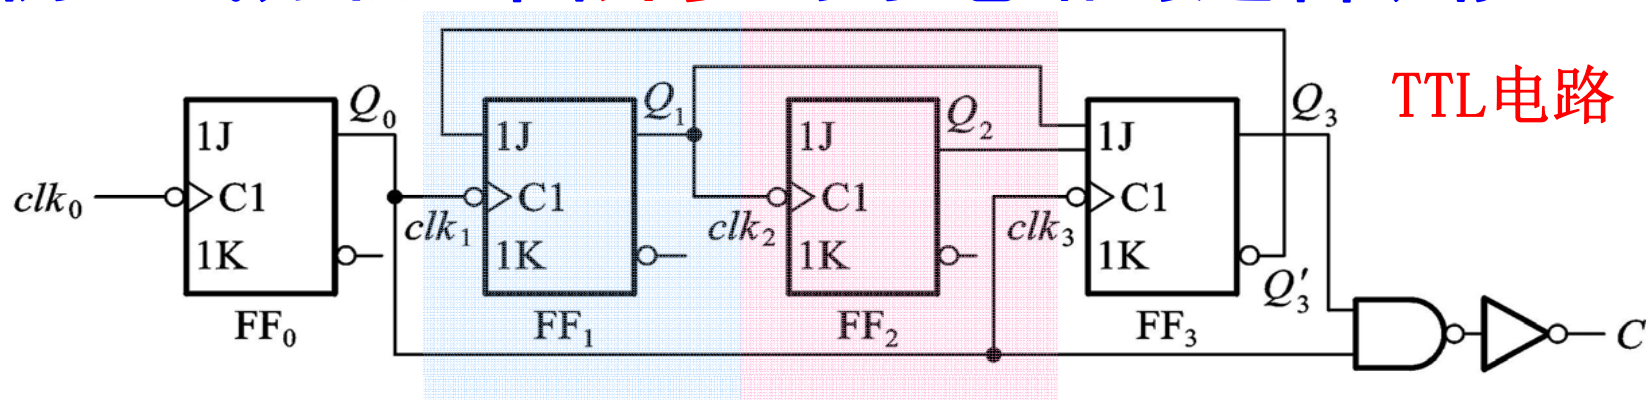 TTL电路
Q₀ Q₁ Q₂ Q₃
1J 1J 1J 1J
clk₀ C1 clk₁ C1 clk₂ C1 clk₃ C1
1K 1K 1K 1K
Q₃′
FF₀ FF₁ FF₂ FF₃
C